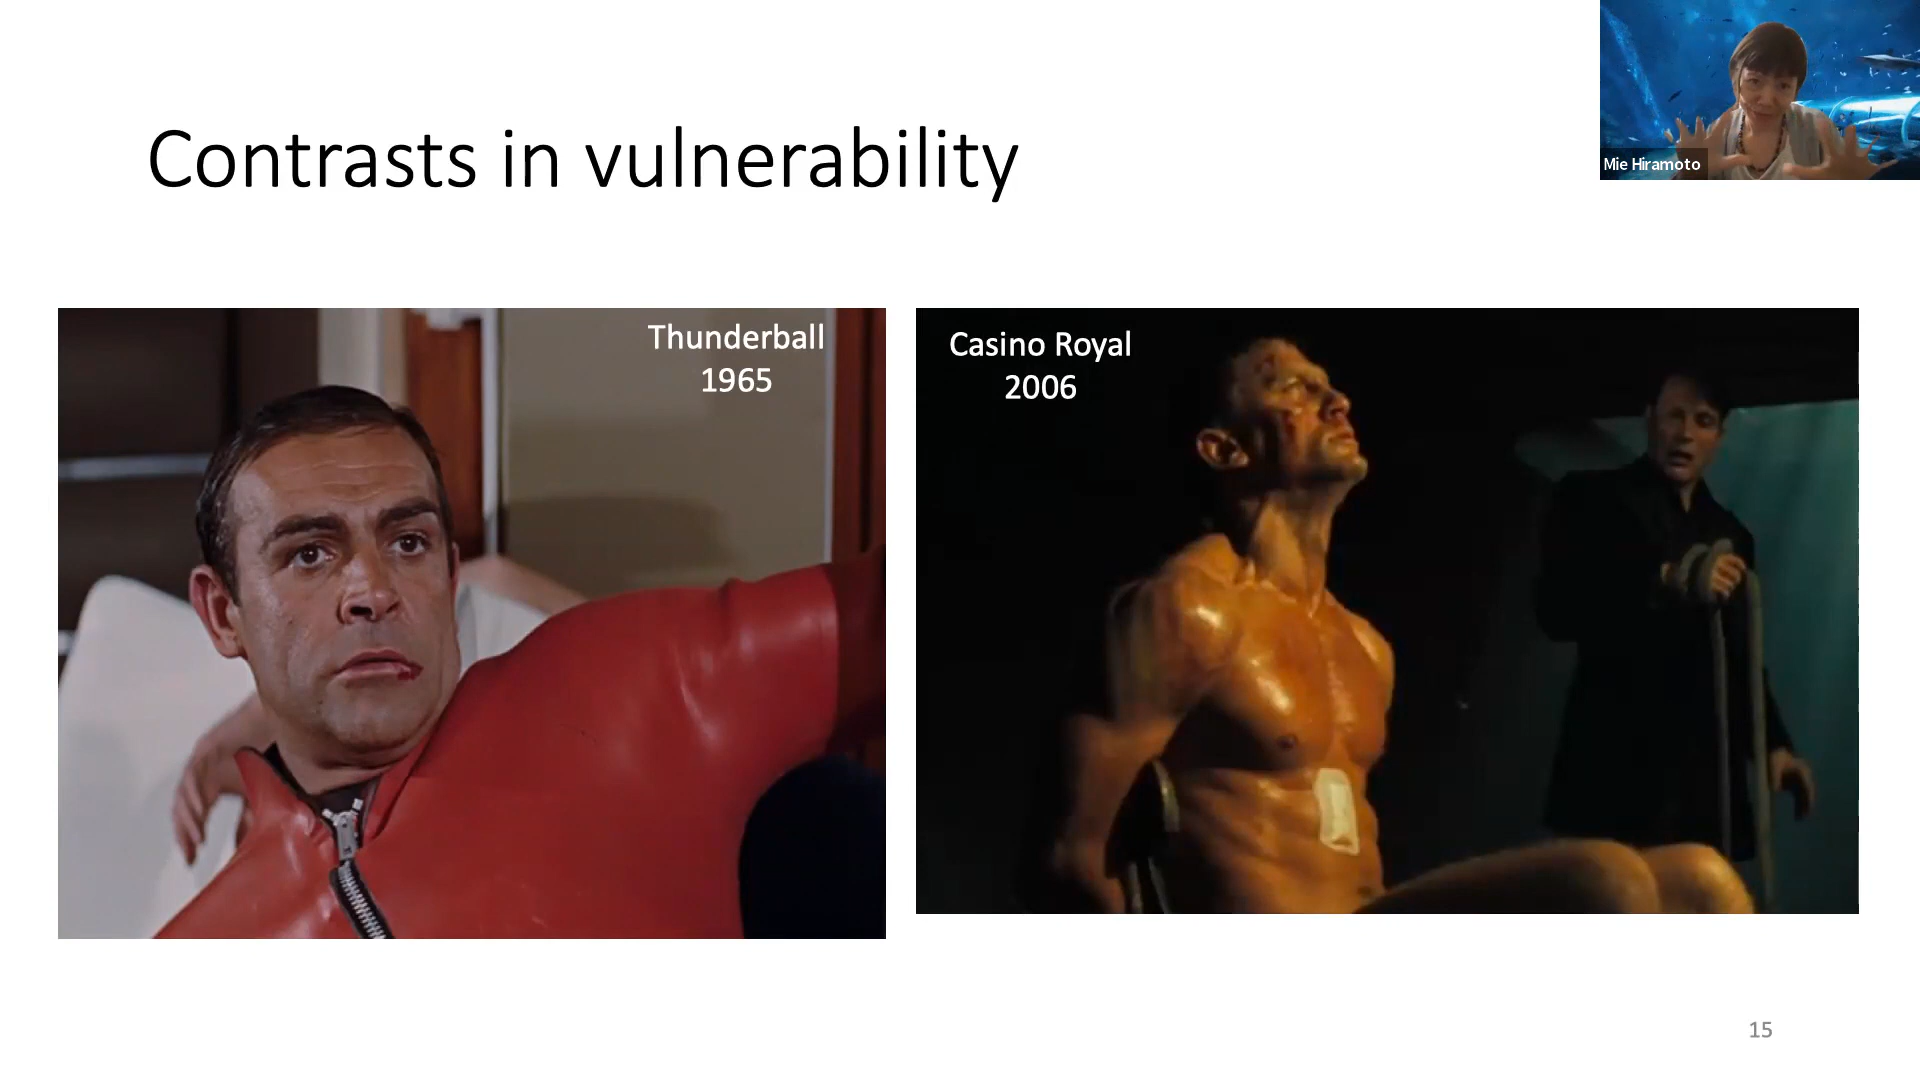 Contrasts in vulnerability
Mie Hiramoto
Thunderball
1965
Casino Royal
2006
15